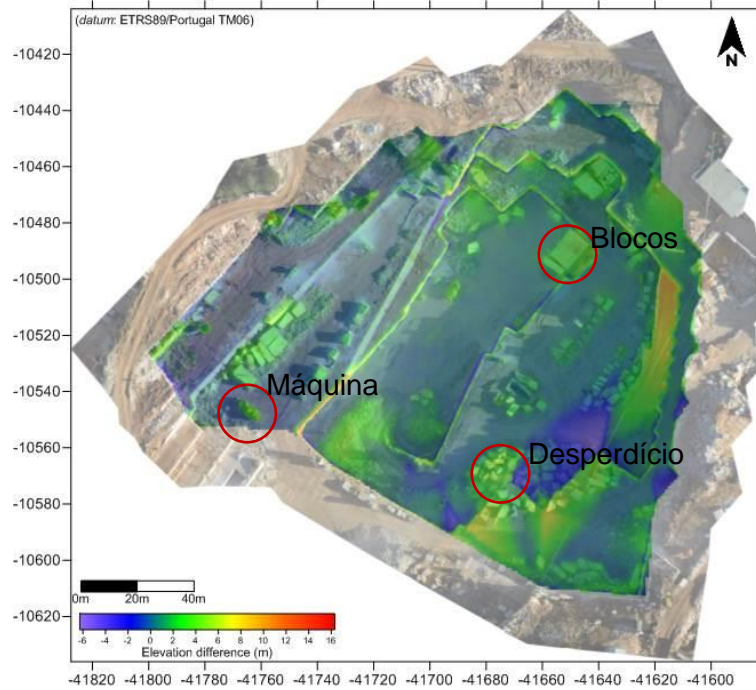 (datum: ETRS89/Portugal TM06)
N
-10420
-10440
-10460
-10480
-10500
-10520
-10540
-10560
-10580
-10600
-10620
Blocos
Máquina
Desperdício
0m 20m 40m
-6 -4 -2 0 2 4 6 8 10 12 14 16
Elevation difference (m)
-41820 -41800 -41780 -41760 -41740 -41720 -41700 -41680 -41660 -41640 -41620 -41600